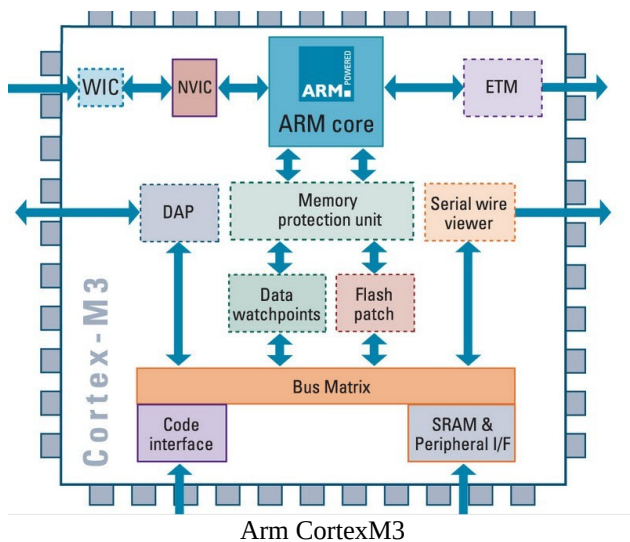 ARM POWERED
ARM core
WIC
NVIC
ETM
DAP
Memory
protection unit
Serial wire
viewer
Data
watchpoints
Flash
patch
Cortex-M3
Bus Matrix
Code
interface
SRAM &
Peripheral I/F
Arm CortexM3